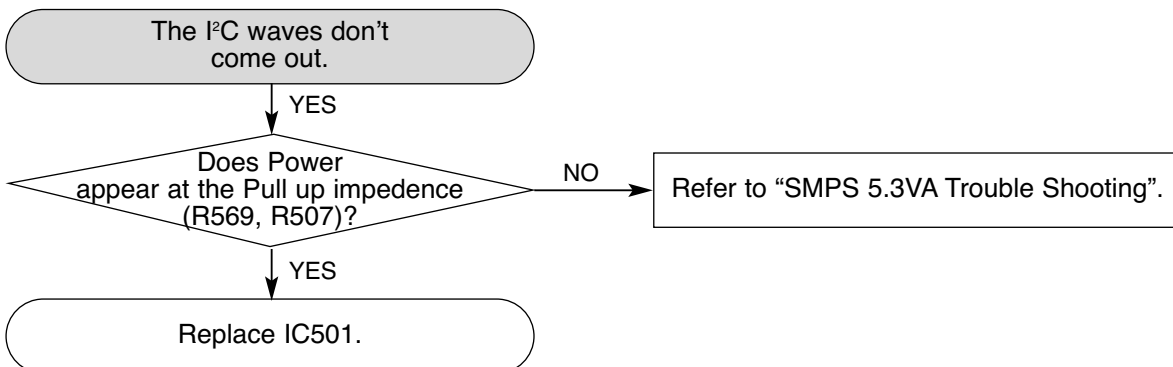 The I²C waves don't
come out.
YES
Does Power
appear at the Pull up impedence
(R569, R507)?
NO
Refer to “SMPS 5.3VA Trouble Shooting”.
YES
Replace IC501.